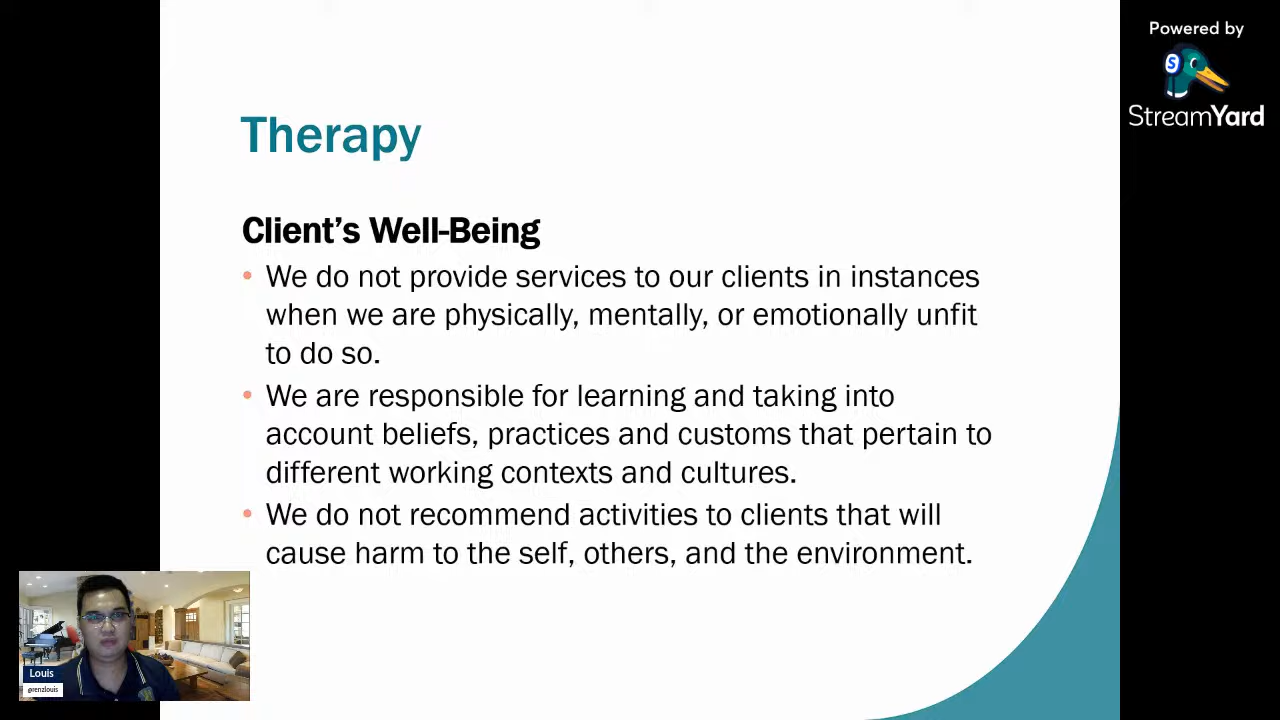 Powered by
StreamYard
Therapy
Client’s Well-Being
• We do not provide services to our clients in instances
when we are physically, mentally, or emotionally unfit
to do so.
• We are responsible for learning and taking into
account beliefs, practices and customs that pertain to
different working contexts and cultures.
• We do not recommend activities to clients that will
cause harm to the self, others, and the environment.
Louis
@renzlouis